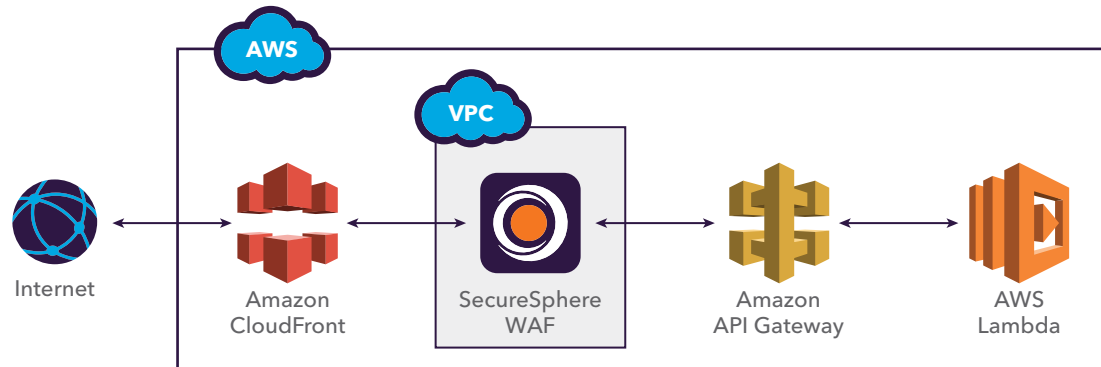 AWS
VPC
Internet
Amazon
CloudFront
SecureSphere
WAF
Amazon
API Gateway
AWS
Lambda